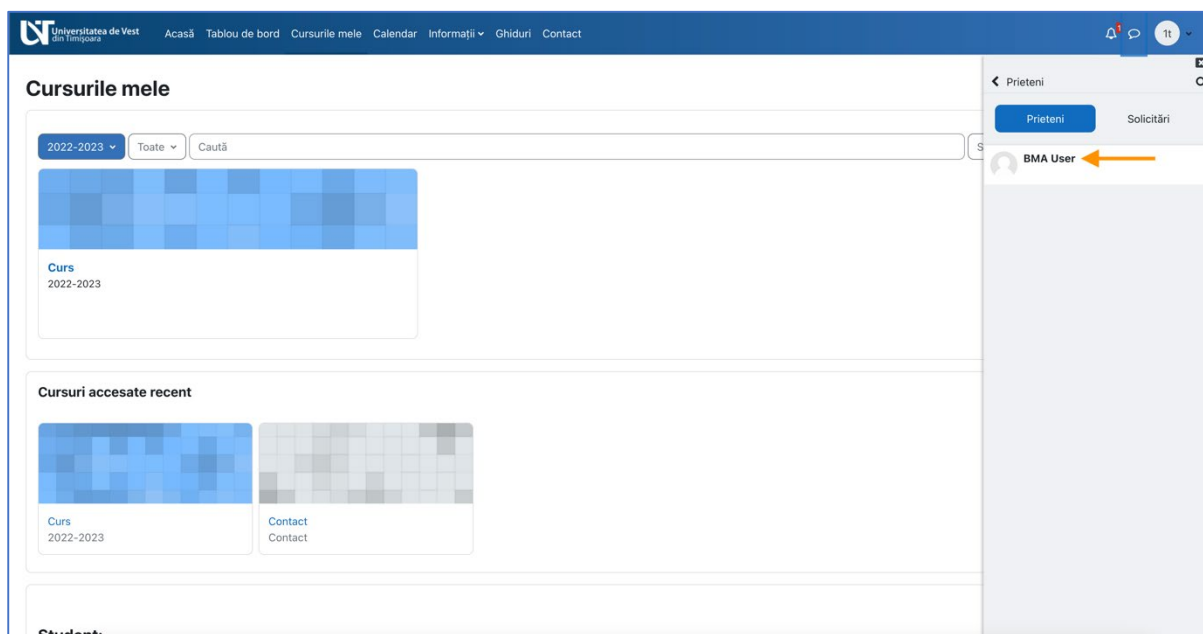 Universitatea de Vest
din Timișoara
Acasă Tablou de bord Cursurile mele Calendar Informații Ghiduri Contact
1
1t
Cursurile mele
Prieteni
Prieteni Solicitări
2022-2023 Toate Caută S
BMA User
Curs
2022-2023
Cursuri accesate recent
Curs
2022-2023
Contact
Contact